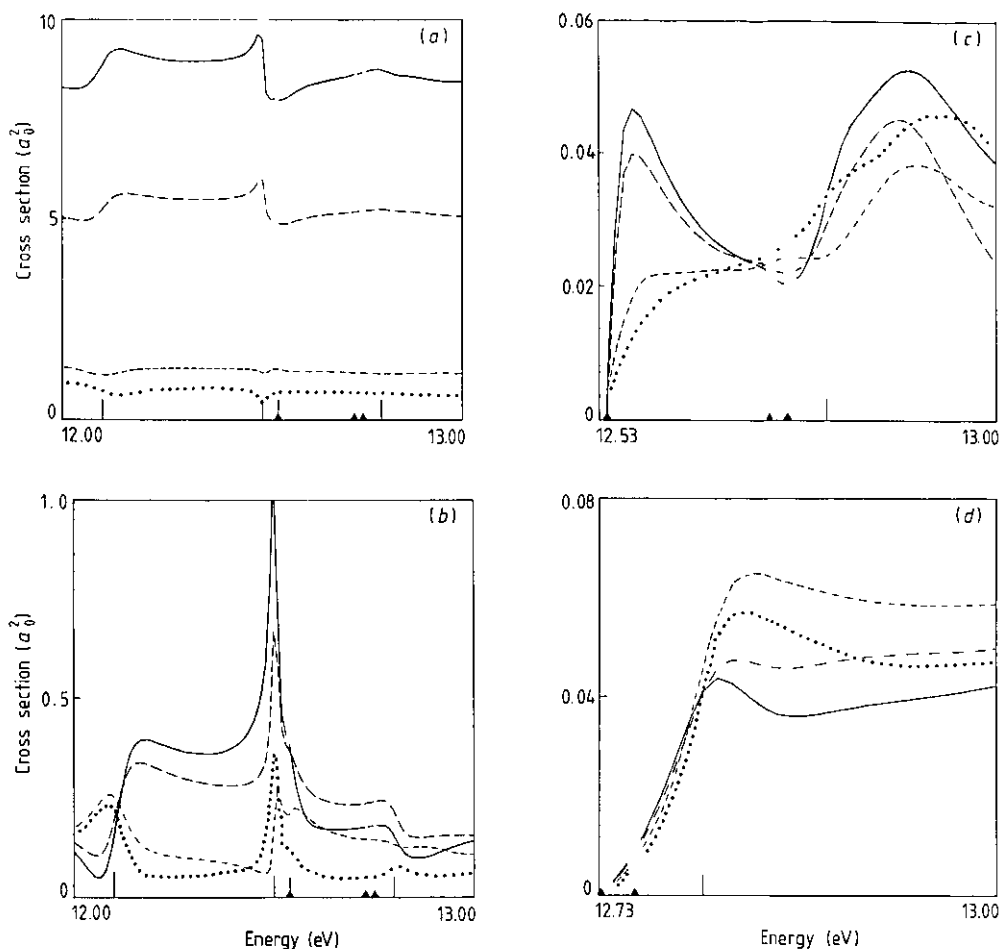 10
(a)
Cross section (a₀²)
5
0
12.00
13.00
0.06
(c)
0.04
0.02
0
12.53
13.00
1.0
(b)
Cross section (a₀²)
0.5
0
12.00
13.00
Energy (eV)
0.08
(d)
0.04
0
12.73
13.00
Energy (eV)